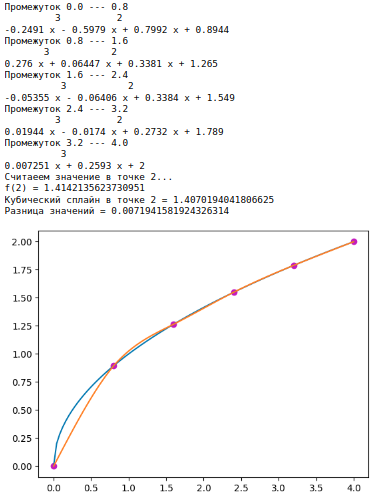 Промежуток 0.0 --- 0.8
3 2
-0.2491 x - 0.5979 x + 0.7992 x + 0.8944
Промежуток 0.8 --- 1.6
3 2
0.276 x + 0.06447 x + 0.3381 x + 1.265
Промежуток 1.6 --- 2.4
3 2
-0.05355 x - 0.06406 x + 0.3384 x + 1.549
Промежуток 2.4 --- 3.2
3 2
0.01944 x - 0.0174 x + 0.2732 x + 1.789
Промежуток 3.2 --- 4.0
3
0.007251 x + 0.2593 x + 2
Считаеем значение в точке 2...
f(2) = 1.4142135623730951
Кубический сплайн в точке 2 = 1.4070194041806625
Разница значений = 0.0071941581924326314
2.00
1.75
1.50
1.25
1.00
0.75
0.50
0.25
0.00
0.0 0.5 1.0 1.5 2.0 2.5 3.0 3.5 4.0